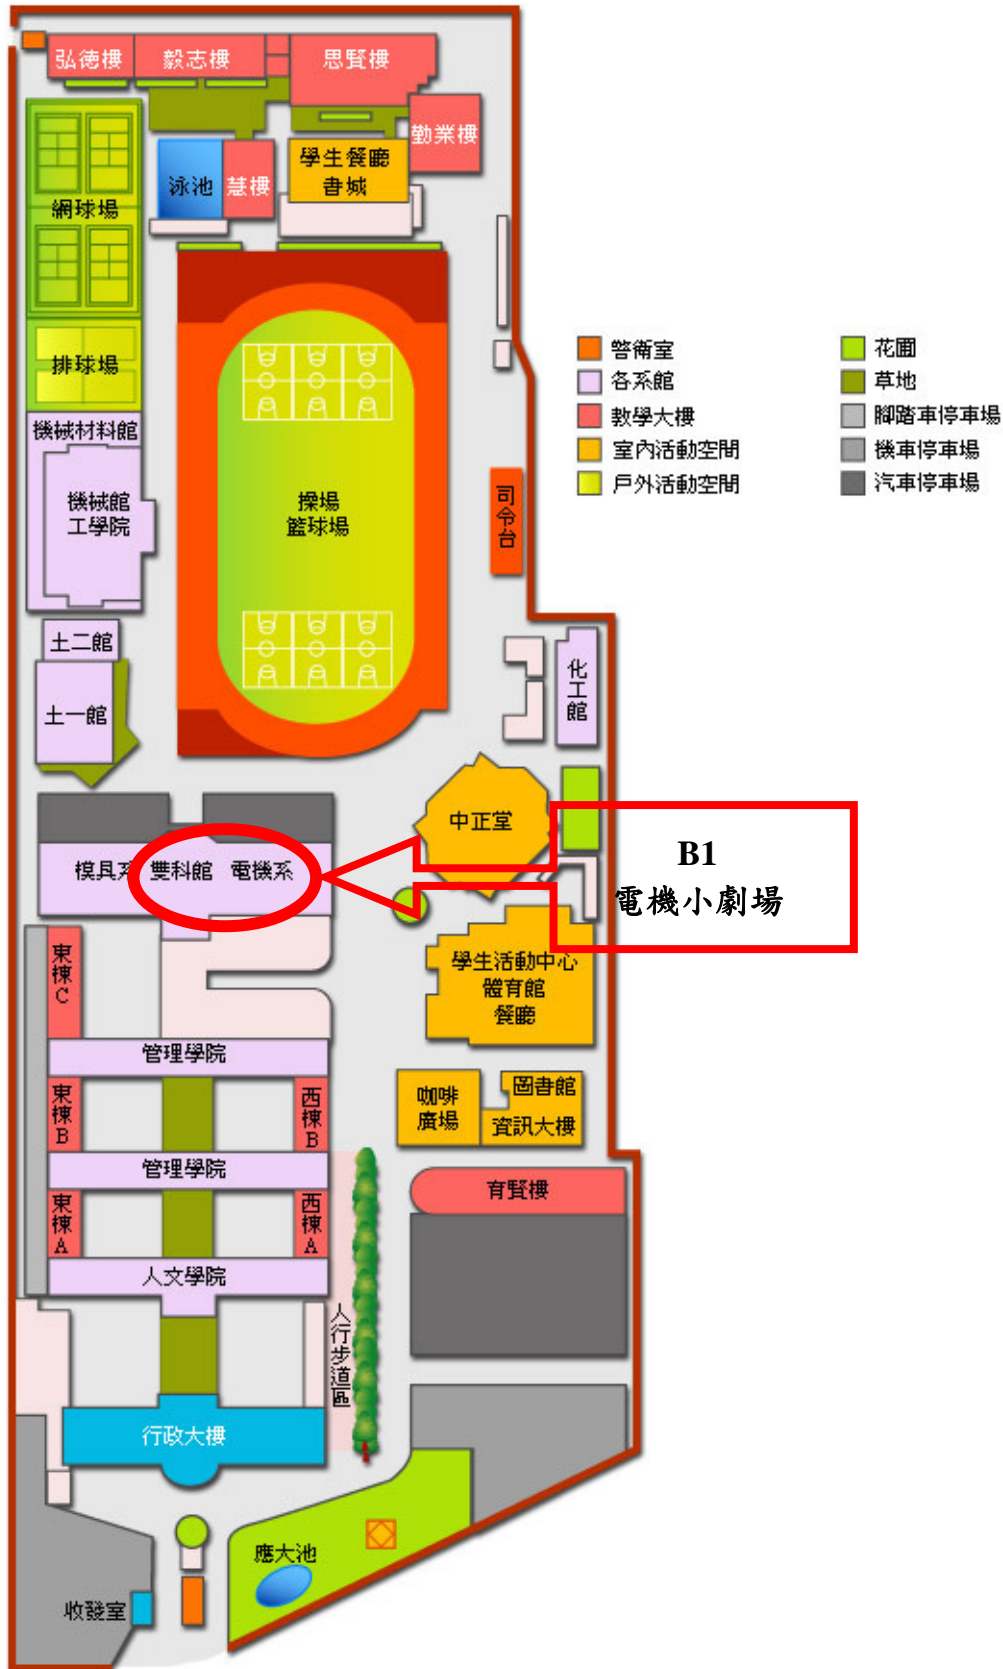 弘德樓
毅志樓
思賢樓
勤業樓
學生餐廳
書城
泳池
慧樓
網球場
排球場
機械材料館
機械館
工學院
操場
籃球場
司令台
警衛室
各系館
教學大樓
室內活動空間
戶外活動空間
花圃
草地
腳踏車停車場
機車停車場
汽車停車場
土二館
土一館
化工館
中正堂
模具系
雙科館
電機系
B1
電機小劇場
學生活動中心
體育館
餐廳
東棟C
管理學院
東棟B
西棟B
咖啡
廣場
圖書館
資訊大樓
管理學院
育賢樓
東棟A
西棟A
人文學院
人行步道區
行政大樓
應大池
收發室